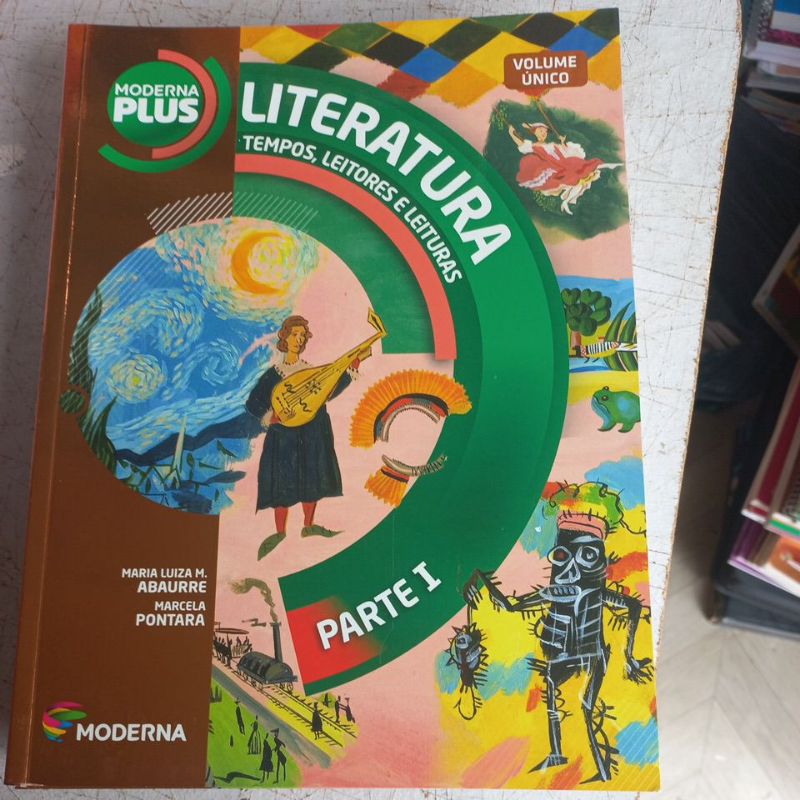 MODERNA
PLUS
LITERATURA
TEMPOS, LEITORES E LEITURAS
VOLUME
ÚNICO
PARTE I
MARIA LUIZA M.
ABAURRE
MARCELA
PONTARA
MODERNA